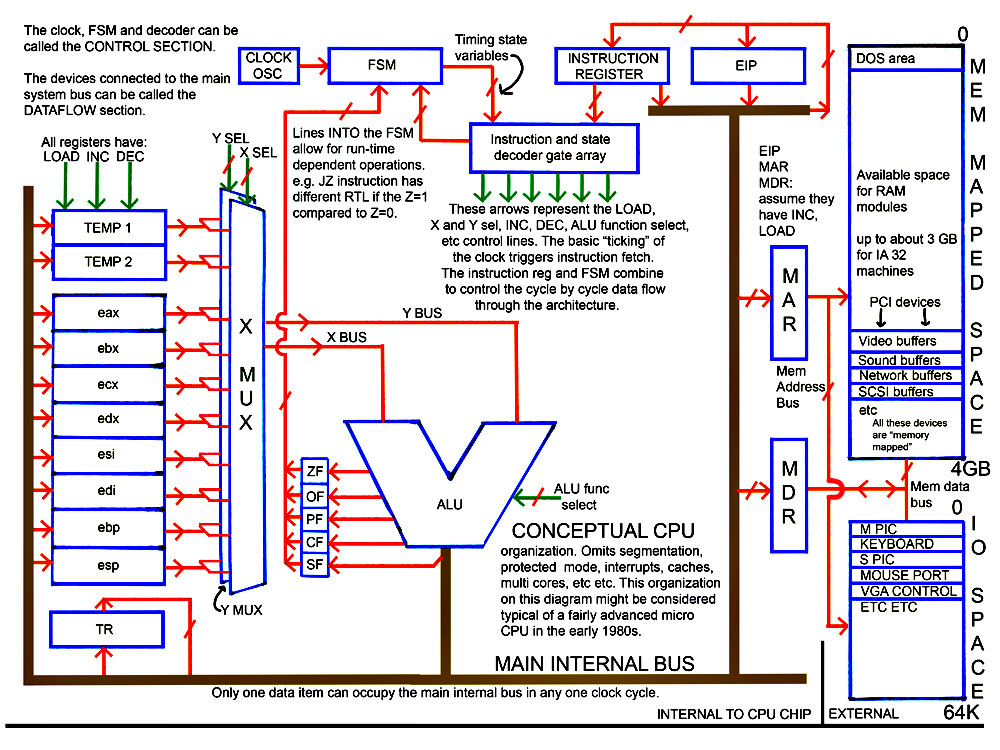 The clock, FSM and decoder can be
called the CONTROL SECTION.
The devices connected to the main
system bus can be called the
DATAFLOW section.
All registers have:
LOAD INC DEC
CLOCK
OSC
FSM
Timing state
variables
INSTRUCTION
REGISTER
EIP
Y SEL
X SEL
Lines INTO the FSM
allow for run-time
dependent operations.
e.g. JZ instruction has
different RTL if the Z=1
compared to Z=0.
Instruction and state
decoder gate array
These arrows represent the LOAD,
X and Y sel, INC, DEC, ALU function select,
etc control lines. The basic “ticking” of
the clock triggers instruction fetch.
The instruction reg and FSM combine
to control the cycle by cycle data flow
through the architecture.
EIP
MAR
MDR:
assume they
have INC,
LOAD
TEMP 1
TEMP 2
eax
ebx
ecx
edx
esi
edi
ebp
esp
TR
X MUX
Y MUX
Y BUS
X BUS
ZF
OF
PF
CF
SF
ALU
ALU func
select
CONCEPTUAL CPU
organization. Omits segmentation,
protected mode, interrupts, caches,
multi cores, etc etc. This organization
on this diagram might be considered
typical of a fairly advanced micro
CPU in the early 1980s.
MAIN INTERNAL BUS
Only one data item can occupy the main internal bus in any one clock cycle.
MAR
Mem
Address
Bus
MDR
0
DOS area
Available space
for RAM
modules
up to about 3 GB
for IA 32
machines
PCI devices
Video buffers
Sound buffers
Network buffers
SCSI buffers
etc
All these devices
are “memory
mapped”
MEM MAPPED SPACE
4GB
Mem data
bus
0
M PIC
KEYBOARD
S PIC
MOUSE PORT
VGA CONTROL
ETC ETC
IO SPACE
64K
INTERNAL TO CPU CHIP
EXTERNAL